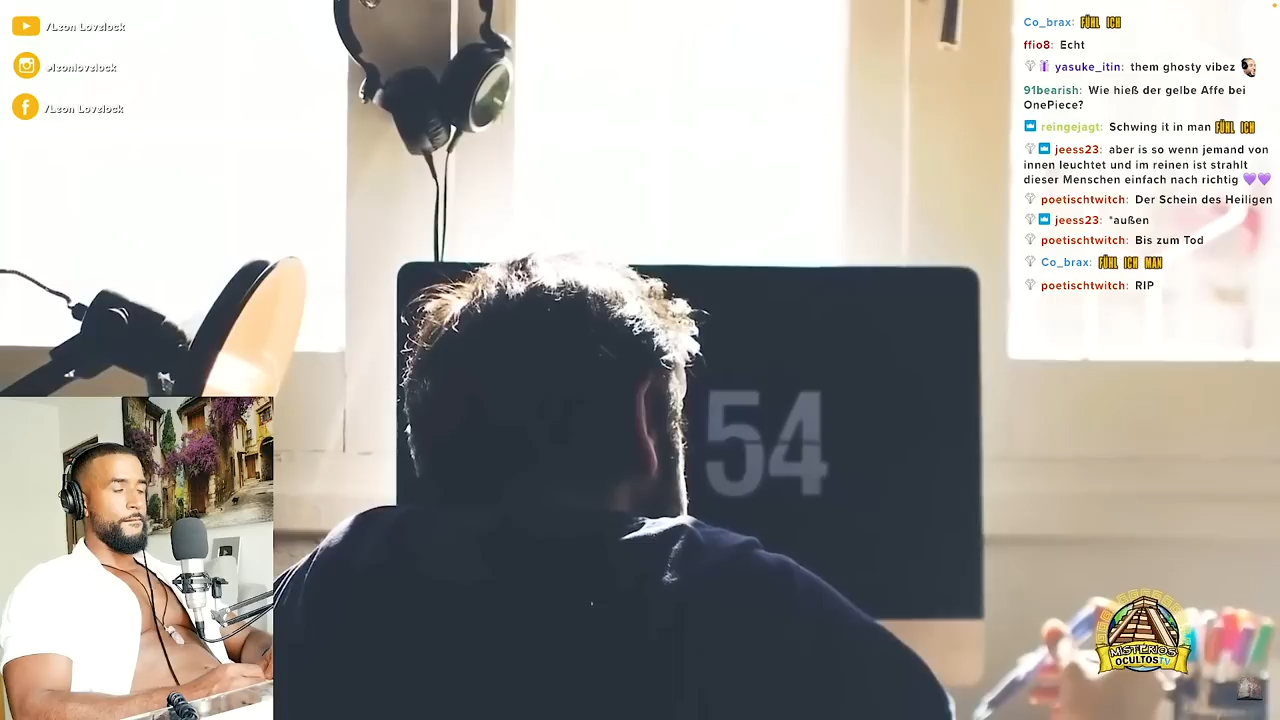 /Leon Lovelock
/Leon Lovelock
Co_brax: FÜHL ICH
ffio8: Echt
yasuke_itin: them ghosty vibez
91bearish: Wie hieß der gelbe Affe bei
OnePiece?
reingejagt: Schwing it in man FÜHL ICH
jeess23: aber is so wenn jemand von
innen leuchtet und im reinen ist strahlt
dieser Menschen einfach nach richtig 💜💜
poetischtwitch: Der Schein des Heiligen
jeess23: *außen
poetischtwitch: Bis zum Tod
Co_brax: FÜHL ICH MAN
poetischtwitch: RIP
54
MISTERIOS
OCULTOSTV